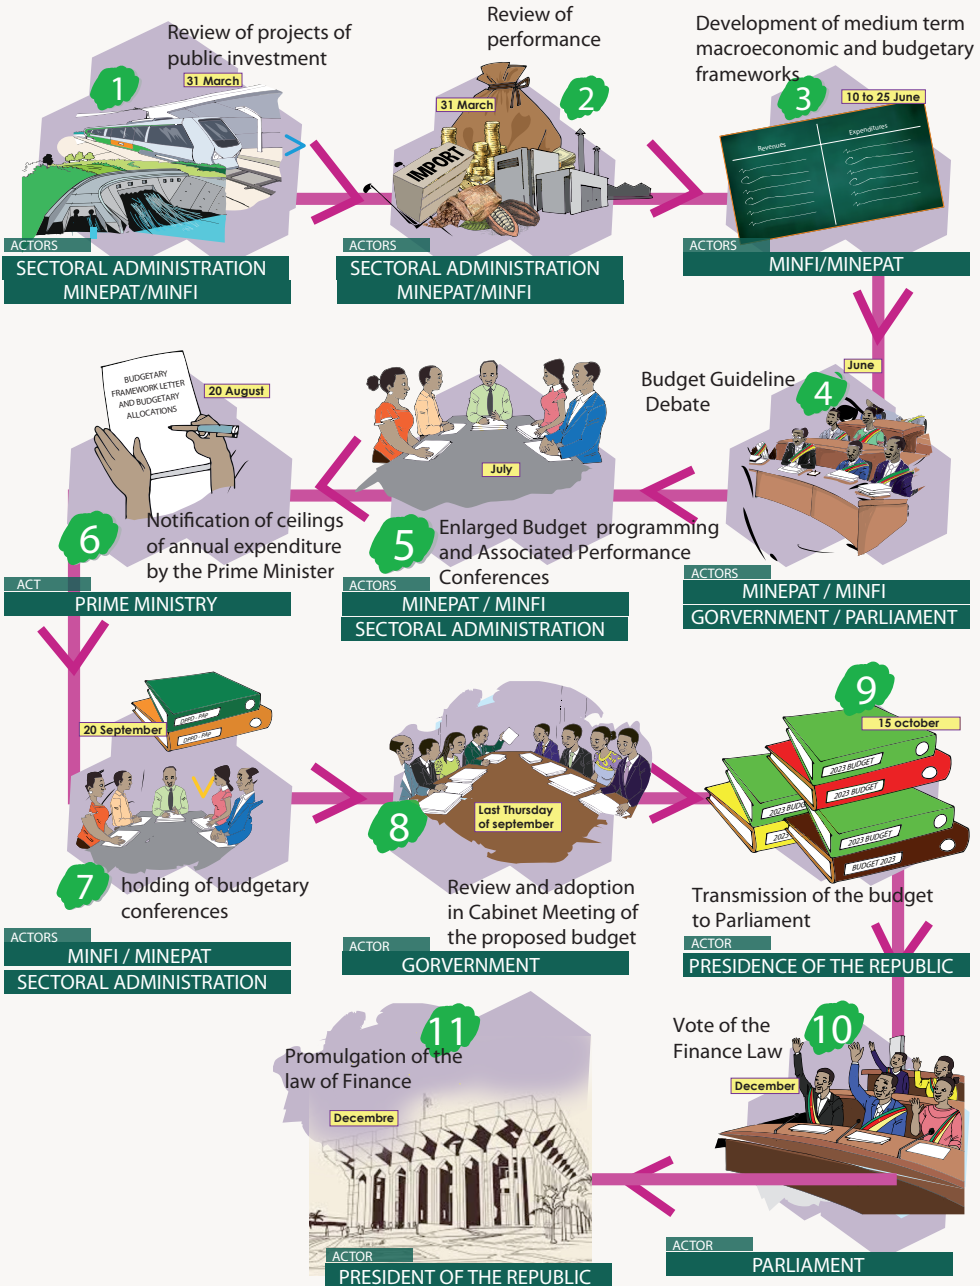 Review of projects of
public investment
31 March
1
ACTORS
SECTORAL ADMINISTRATION
MINEPAT/MINFI
Review of
performance
31 March
2
IMPORT
ACTORS
SECTORAL ADMINISTRATION
MINEPAT/MINFI
Development of medium term
macroeconomic and budgetary
frameworks
3
10 to 25 June
Revenues
Expenditures
ACTORS
MINFI/MINEPAT
June
Budget Guideline
Debate
4
ACTORS
MINEPAT / MINFI
GORVERNMENT / PARLIAMENT
July
5
Enlarged Budget programming
and Associated Performance
Conferences
ACTORS
MINEPAT / MINFI
SECTORAL ADMINISTRATION
BUDGETARY
FRAMEWORK LETTER
AND BUDGETARY
ALLOCATIONS
20 August
6
Notification of ceilings
of annual expenditure
by the Prime Minister
ACT
PRIME MINISTRY
20 September
DPPD - PAP
DPPD - PAP
7
holding of budgetary
conferences
ACTORS
MINFI / MINEPAT
SECTORAL ADMINISTRATION
Last Thursday
of september
8
Review and adoption
in Cabinet Meeting of
the proposed budget
ACTOR
GORVERNMENT
9
15 october
2023 BUDGET
2023 BUDGET
2023 BUDG
2023
2023 BUDGET
BUDGET 2023
Transmission of the budget
to Parliament
ACTOR
PRESIDENCE OF THE REPUBLIC
Vote of the
Finance Law
10
December
ACTOR
PARLIAMENT
11
Promulgation of the
law of Finance
Decembre
ACTOR
PRESIDENT OF THE REPUBLIC